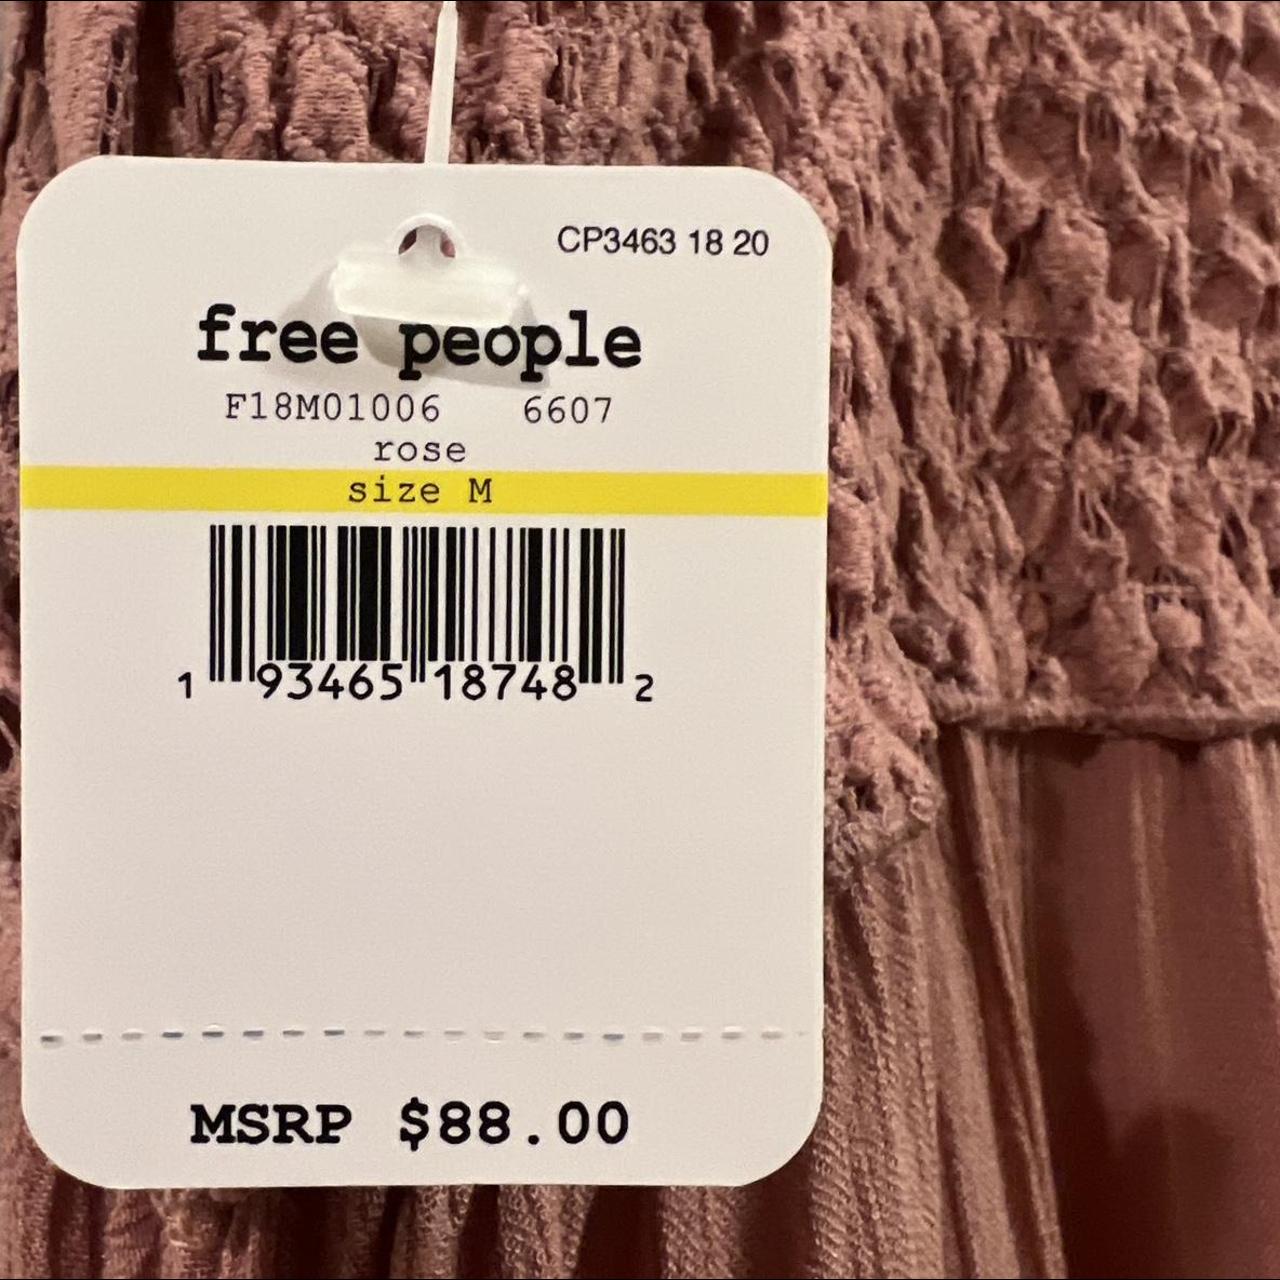 CP3463 18 20
free people
F18M01006 6607
rose
size M
1 93465 18748 2
MSRP $88.00